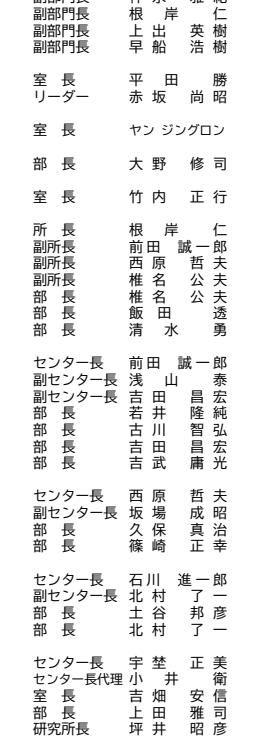 副部門長 根岸 仁
副部門長 上出 英樹
副部門長 早船 浩樹
室長 平田 勝
リーダー 赤坂 尚昭
室長 ヤン ジングロン
部長 大野 修司
室長 竹内 正行
所長 根岸 仁
副所長 前田 誠一郎
副所長 西原 哲夫
副所長 椎名 公夫
部長 椎名 公夫
部長 飯田 透
部長 清水 勇
センター長 前田 誠一郎
副センター長 浅山 泰
副センター長 吉田 昌宏
部長 若井 隆純
部長 古川 智弘
部長 吉田 昌宏
部長 吉武 庸光
センター長 西原 哲夫
副センター長 坂場 成昭
部長 久保 真治
部長 篠崎 正幸
センター長 石川 進一郎
副センター長 北村 了一
部長 土谷 邦彦
部長 北村 了一
センター長 宇埜 正美
センター長代理 小井 衛
室長 吉畑 安信
部長 上田 雅司
研究所長 坪井 昭彦